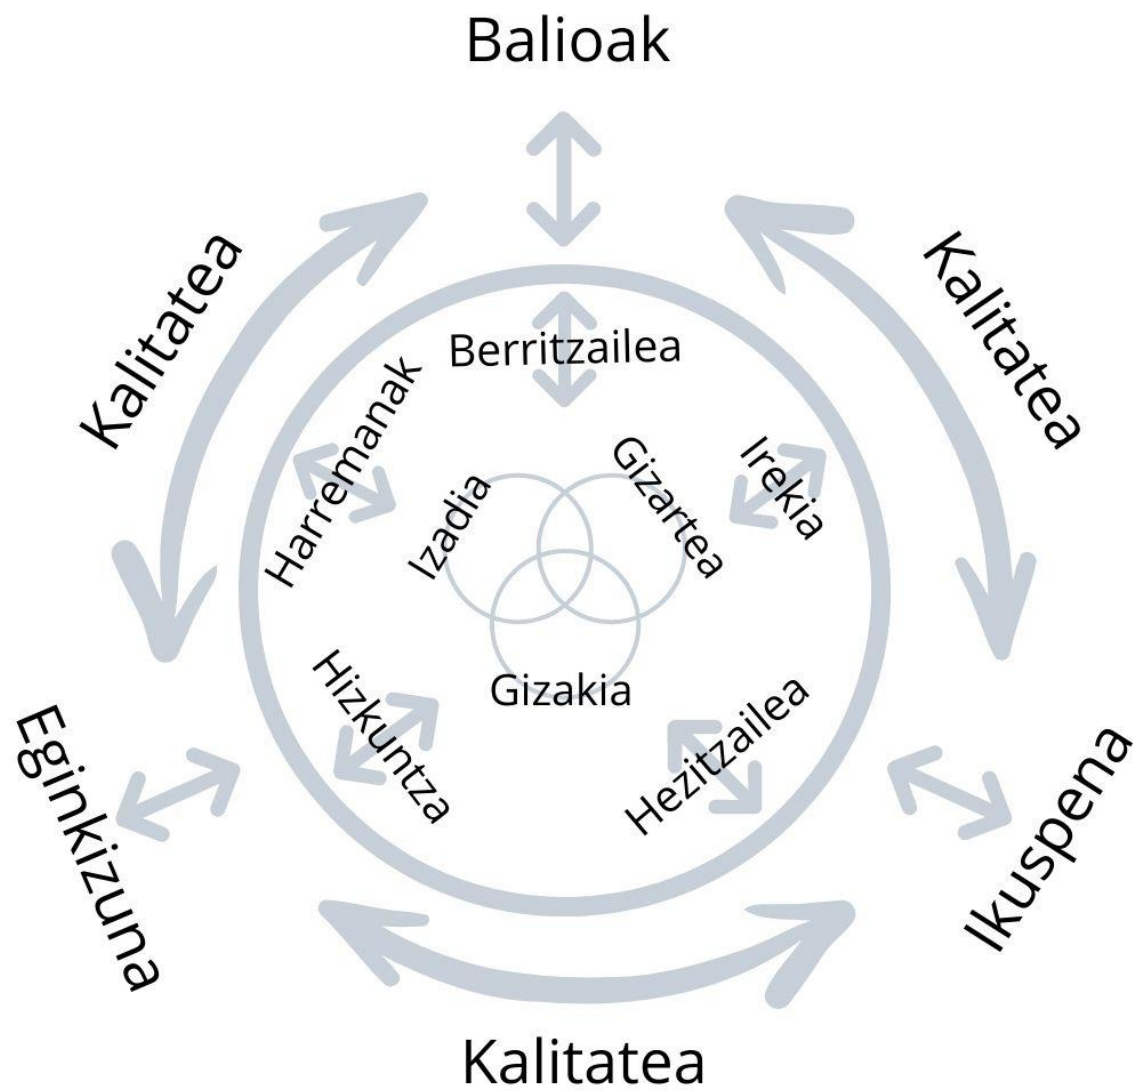 Balioak
Kalitatea
Kalitatea
Berritzailea
Harremanak
Izadia
Gizartea
Irekia
Gizakia
Hizkuntza
Hezitzailea
Eginkizuna
Ikuspena
Kalitatea